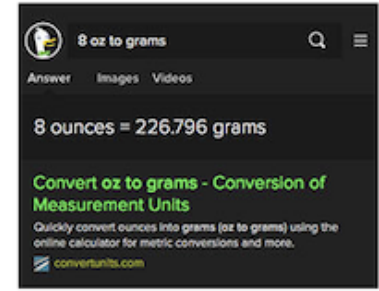 8 oz to grams
Answer Images Videos
8 ounces = 226.796 grams
Convert oz to grams - Conversion of
Measurement Units
Quickly convert ounces into grams (oz to grams) using the
online calculator for metric conversions and more.
convertunits.com